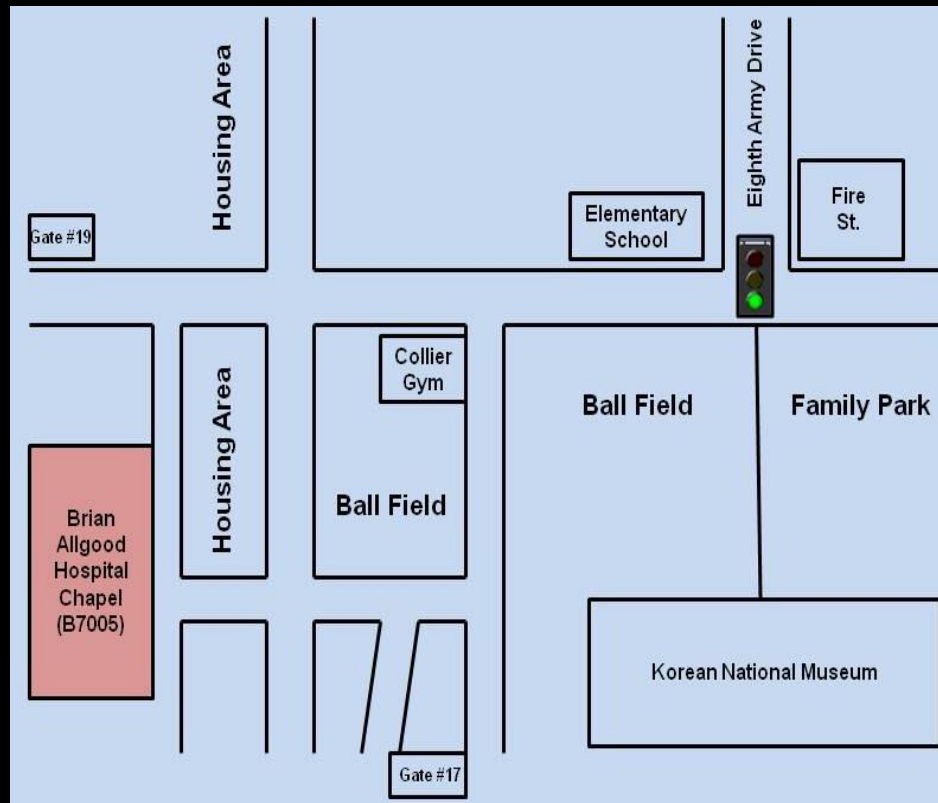 Housing Area
Eighth Army Drive
Gate #19
Elementary
School
Fire
St.
Collier
Gym
Housing Area
Ball Field
Family Park
Ball Field
Brian
Allgood
Hospital
Chapel
(B7005)
Korean National Museum
Gate #17